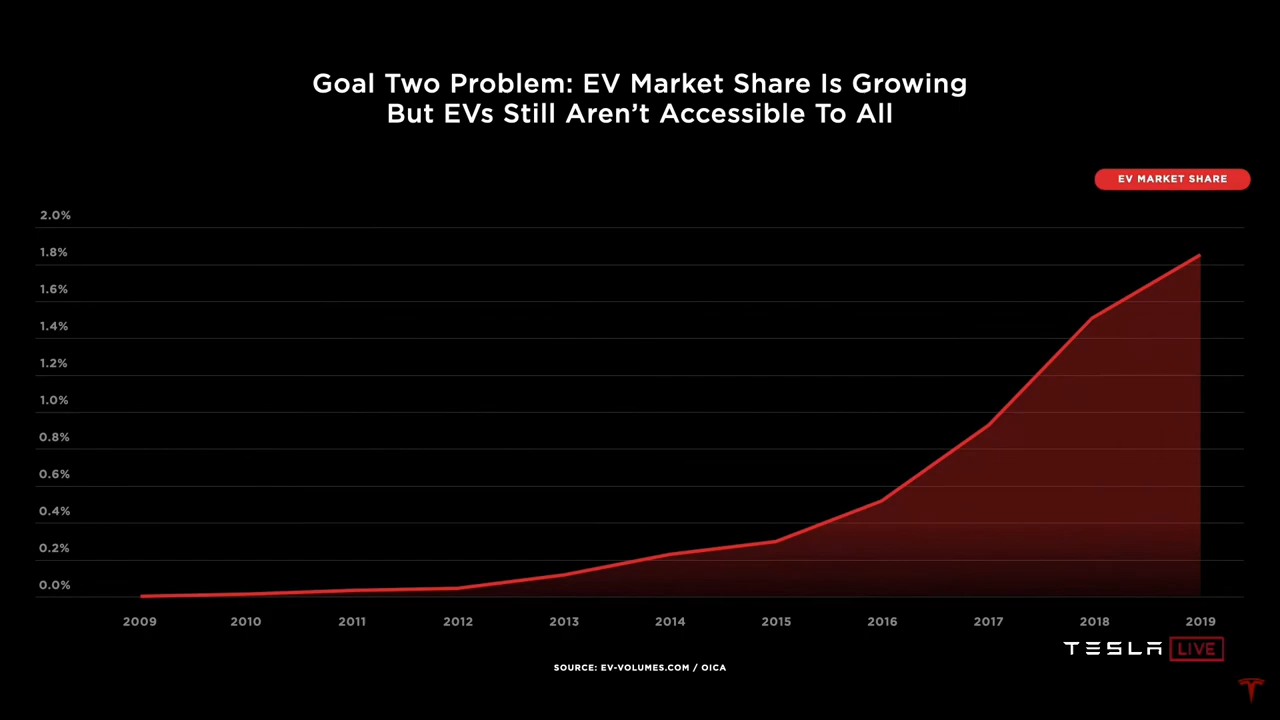 Goal Two Problem: EV Market Share Is Growing
But EVs Still Aren't Accessible To All
EV MARKET SHARE
2.0%
1.8%
1.6%
1.4%
1.2%
1.0%
0.8%
0.6%
0.4%
0.2%
0.0%
2009 2010 2011 2012 2013 2014 2015 2016 2017 2018 2019
TESLA LIVE
SOURCE: EV-VOLUMES.COM / OICA